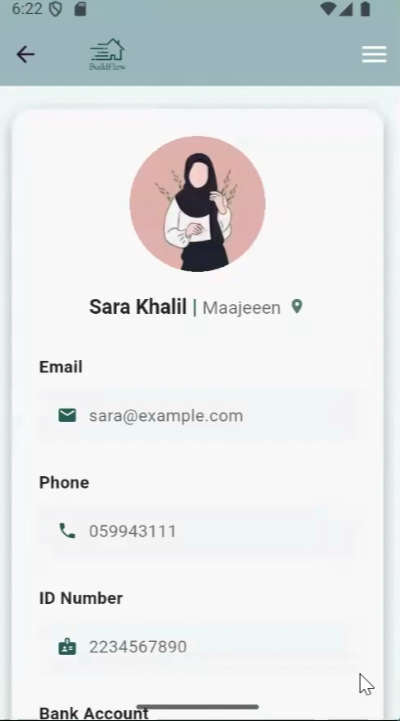 6:22
BuildFlow
Sara Khalil | Maajeeen
Email
sara@example.com
Phone
059943111
ID Number
2234567890
Bank Account